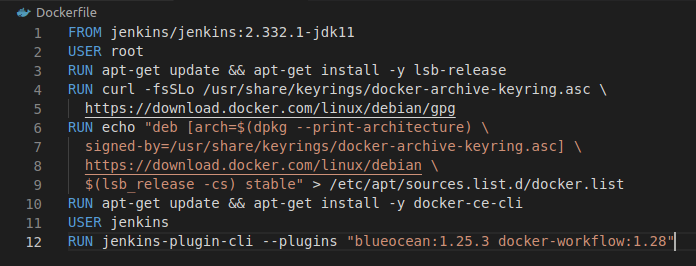 Dockerfile
1 FROM jenkins/jenkins:2.332.1-jdk11
2 USER root
3 RUN apt-get update && apt-get install -y lsb-release
4 RUN curl -fsSLo /usr/share/keyrings/docker-archive-keyring.asc \
5 https://download.docker.com/linux/debian/gpg
6 RUN echo "deb [arch=$(dpkg --print-architecture) \
7 signed-by=/usr/share/keyrings/docker-archive-keyring.asc] \
8 https://download.docker.com/linux/debian \
9 $(lsb_release -cs) stable" > /etc/apt/sources.list.d/docker.list
10 RUN apt-get update && apt-get install -y docker-ce-cli
11 USER jenkins
12 RUN jenkins-plugin-cli --plugins "blueocean:1.25.3 docker-workflow:1.28"